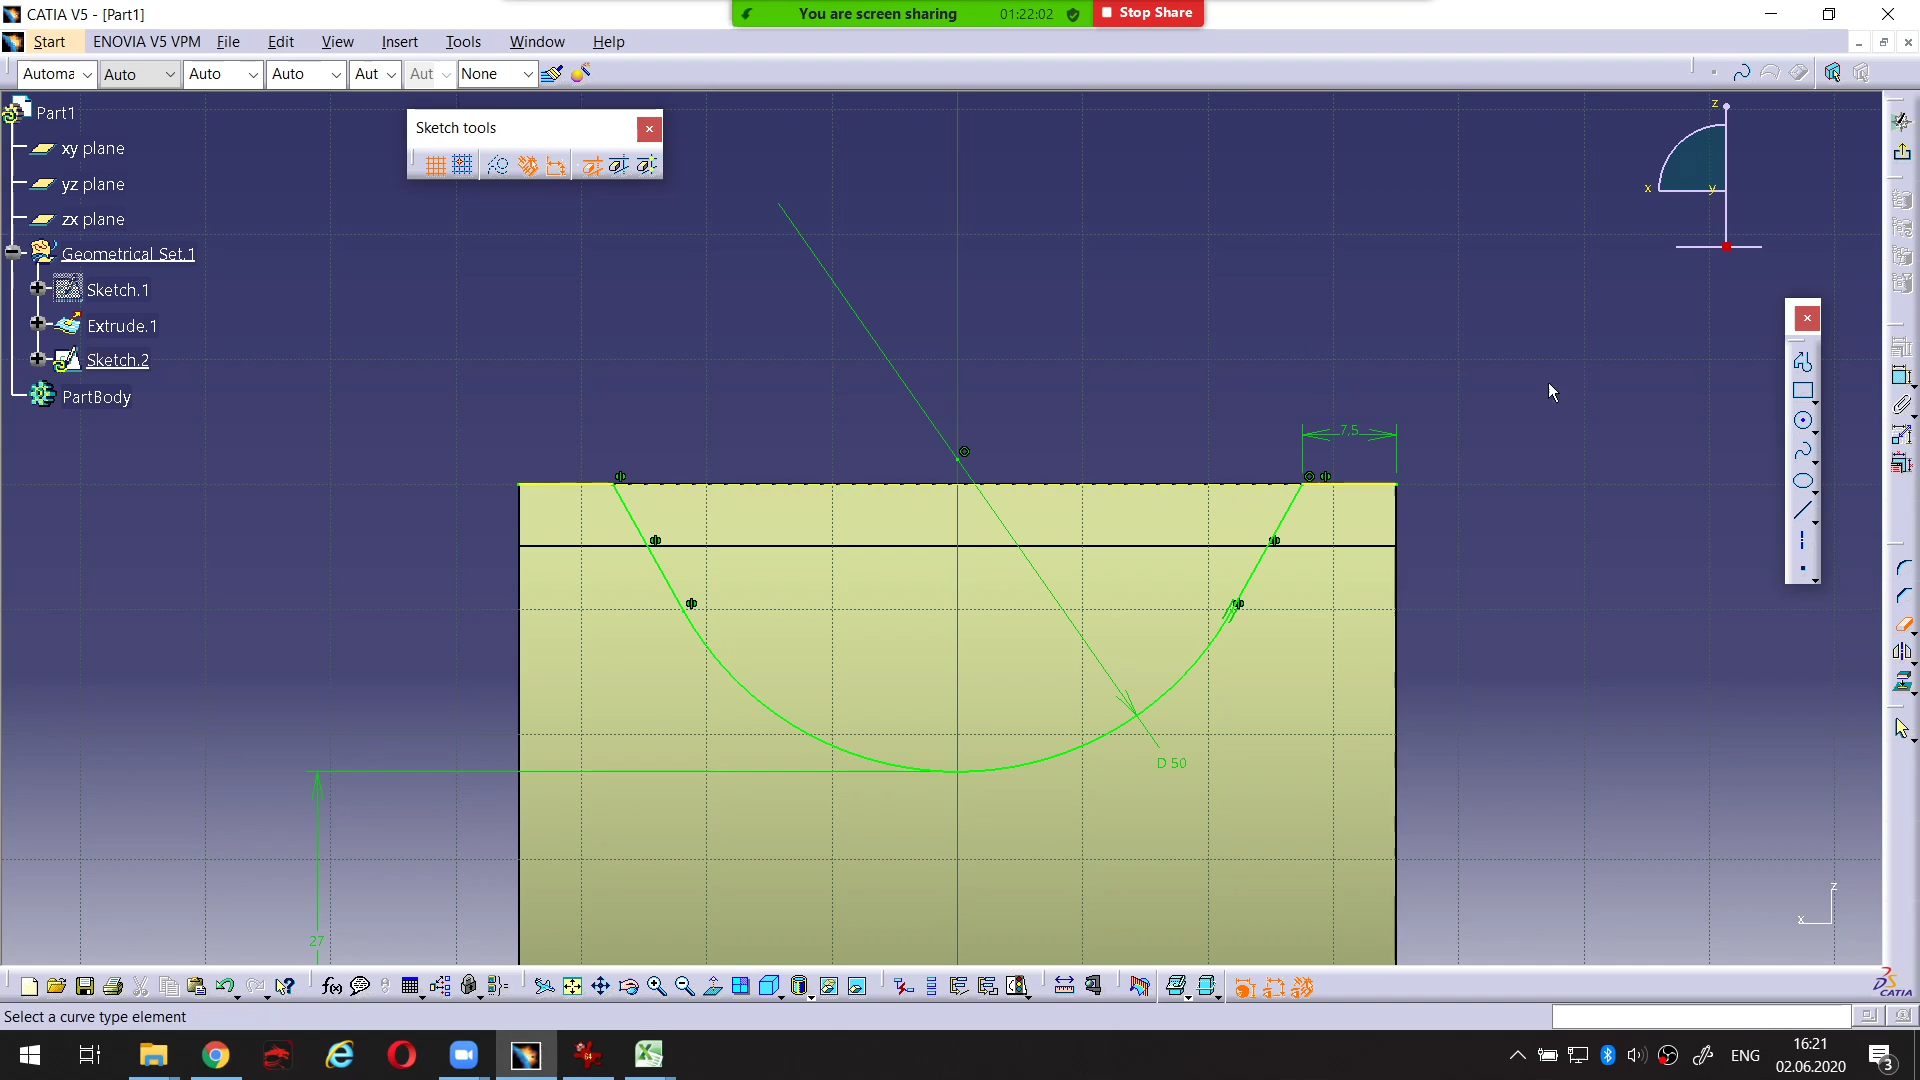 CATIA V5 - [Part1]
You are screen sharing
01:22:02
Stop Share
Start
ENOVIA V5 VPM
File
Edit
View
Insert
Tools
Window
Help
Automa
Auto
Auto
Auto
Aut
Aut
None
Part1
xy plane
yz plane
zx plane
Geometrical Set.1
Sketch.1
Extrude.1
Sketch.2
PartBody
Sketch tools
z
x
y
7,5
D 50
27
z
x
f(x)
CATIA
Select a curve type element
G4
ENG
16:21
02.06.2020
3